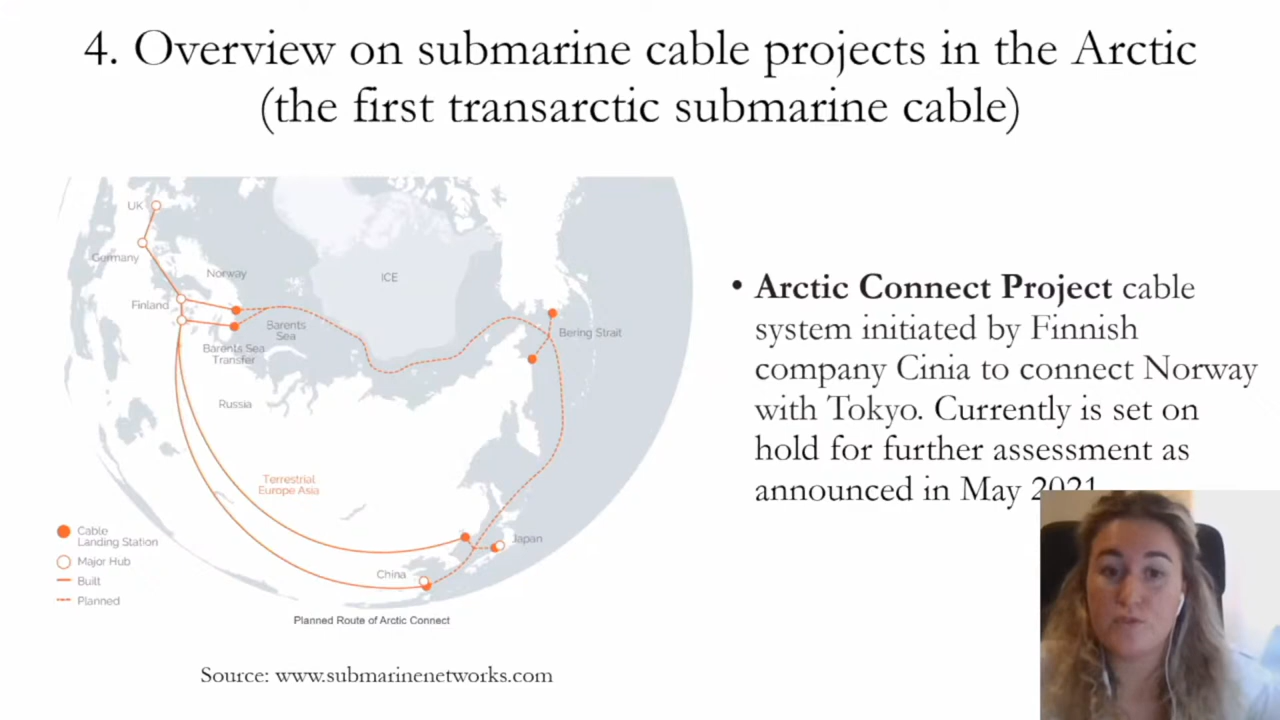 4. Overview on submarine cable projects in the Arctic
(the first transarctic submarine cable)
UK
Germany
Norway
Finland
ICE
Barents
Sea
Barents Sea
Transfer
Bering Strait
Russia
Terrestrial
Europe Asia
Cable
Landing Station
Major Hub
Built
Planned
Japan
China
Planned Route of Arctic Connect
Source: www.submarinenetworks.com
• Arctic Connect Project cable
system initiated by Finnish
company Cinia to connect Norway
with Tokyo. Currently is set on
hold for further assessment as
announced in May 2021